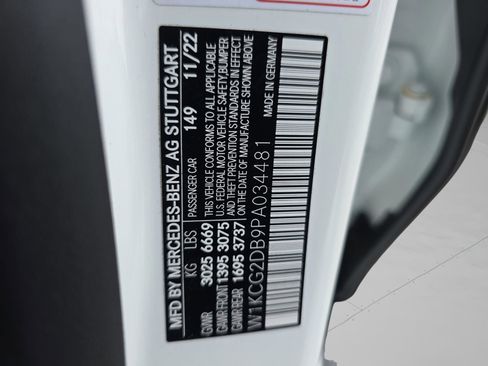 MFD BY MERCEDES-BENZ AG STUTTGART
PASSENGER CAR 149 11/22
KG LBS
GVWR 3025 6669
GAWR FRONT 1395 3075
GAWR REAR 1695 3737
THIS VEHICLE CONFORMS TO ALL APPLICABLE
U.S. FEDERAL MOTOR VEHICLE SAFETY, BUMPER
AND THEFT PREVENTION STANDARDS IN EFFECT
ON THE DATE OF MANUFACTURE SHOWN ABOVE
W1KCG2DB9PA034481
MADE IN GERMANY